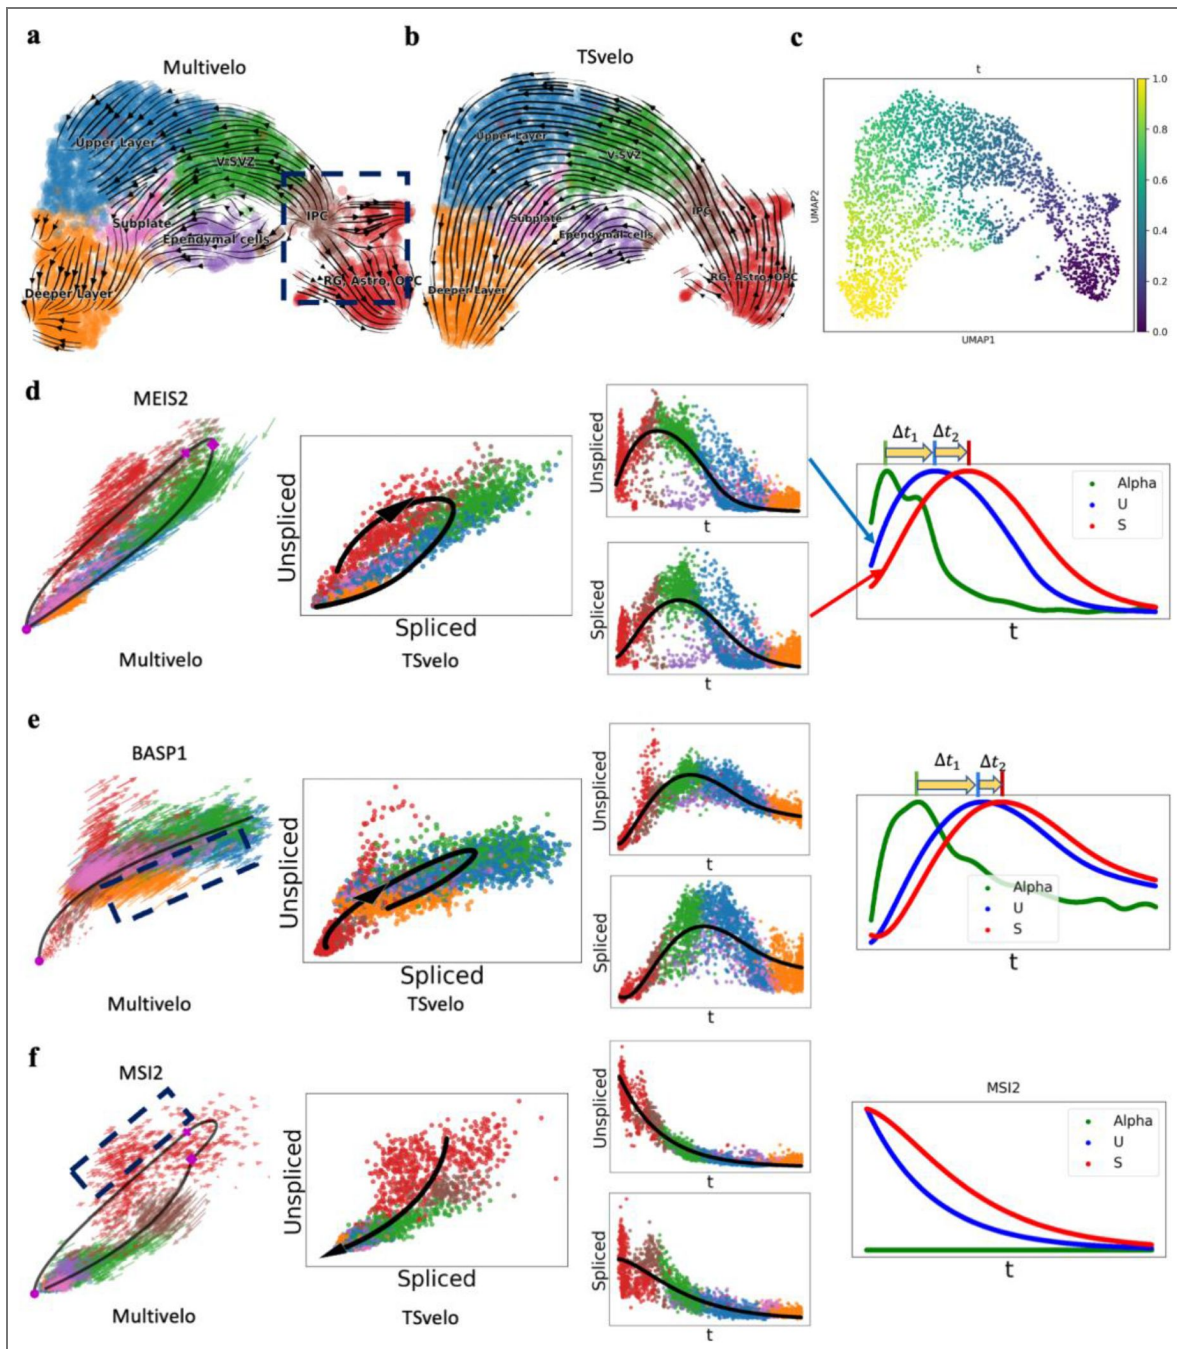 a
b
c
Multivelo
TSvelo
t
Upper Layer
V-SVZ
IPC
Subplate
Ependymal cells
RG, Astro, OPC
Deeper Layer
Upper Layer
V-SVZ
IPC
Subplate
Ependymal cells
RG, Astro, OPC
Deeper Layer
1.0
0.8
0.6
0.4
0.2
0.0
UMAP2
UMAP1
d
MEIS2
Multivelo
Unspliced
Spliced
TSvelo
Unspliced
t
Spliced
t
Δt₁ Δt₂
Alpha
U
S
t
e
BASP1
Multivelo
Unspliced
Spliced
TSvelo
Unspliced
t
Spliced
t
Δt₁ Δt₂
Alpha
U
S
t
f
MSI2
Multivelo
Unspliced
Spliced
TSvelo
Unspliced
t
Spliced
t
MSI2
Alpha
U
S
t